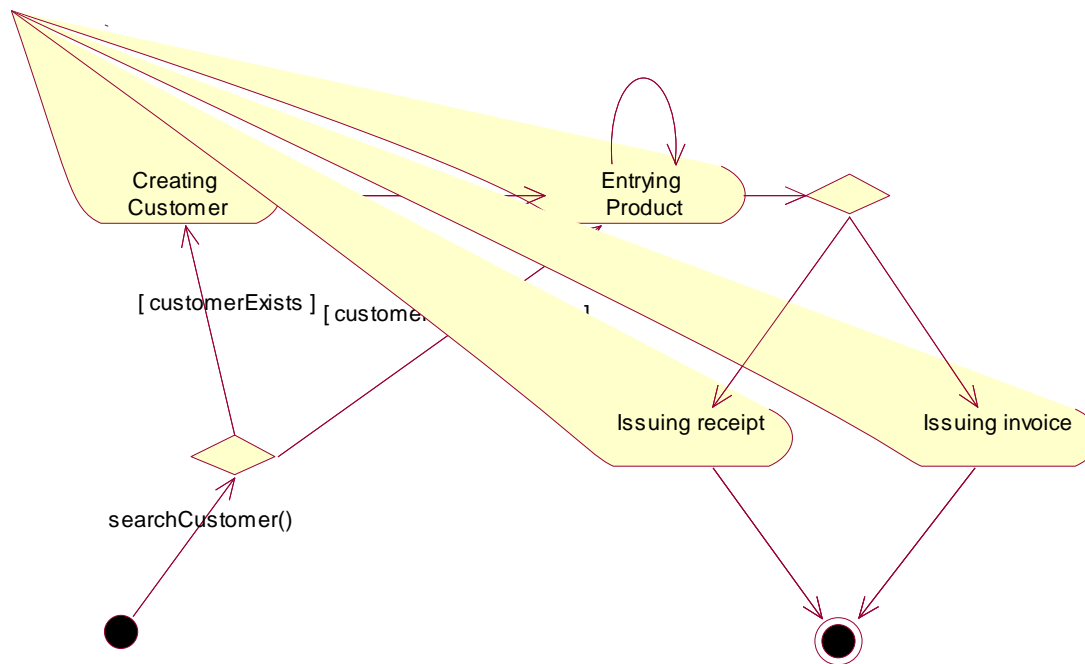 Creating
Customer
Entrying
Product
[ customerExists ]
[ custome ]
Issuing receipt
Issuing invoice
searchCustomer()